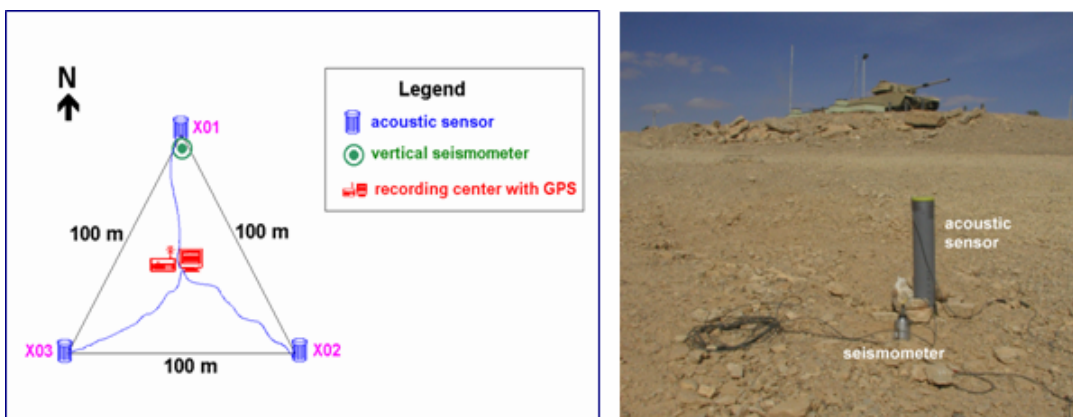 N
X01
100 m
100 m
X03
X02
100 m
Legend
acoustic sensor
vertical seismometer
recording center with GPS
acoustic
sensor
seismometer